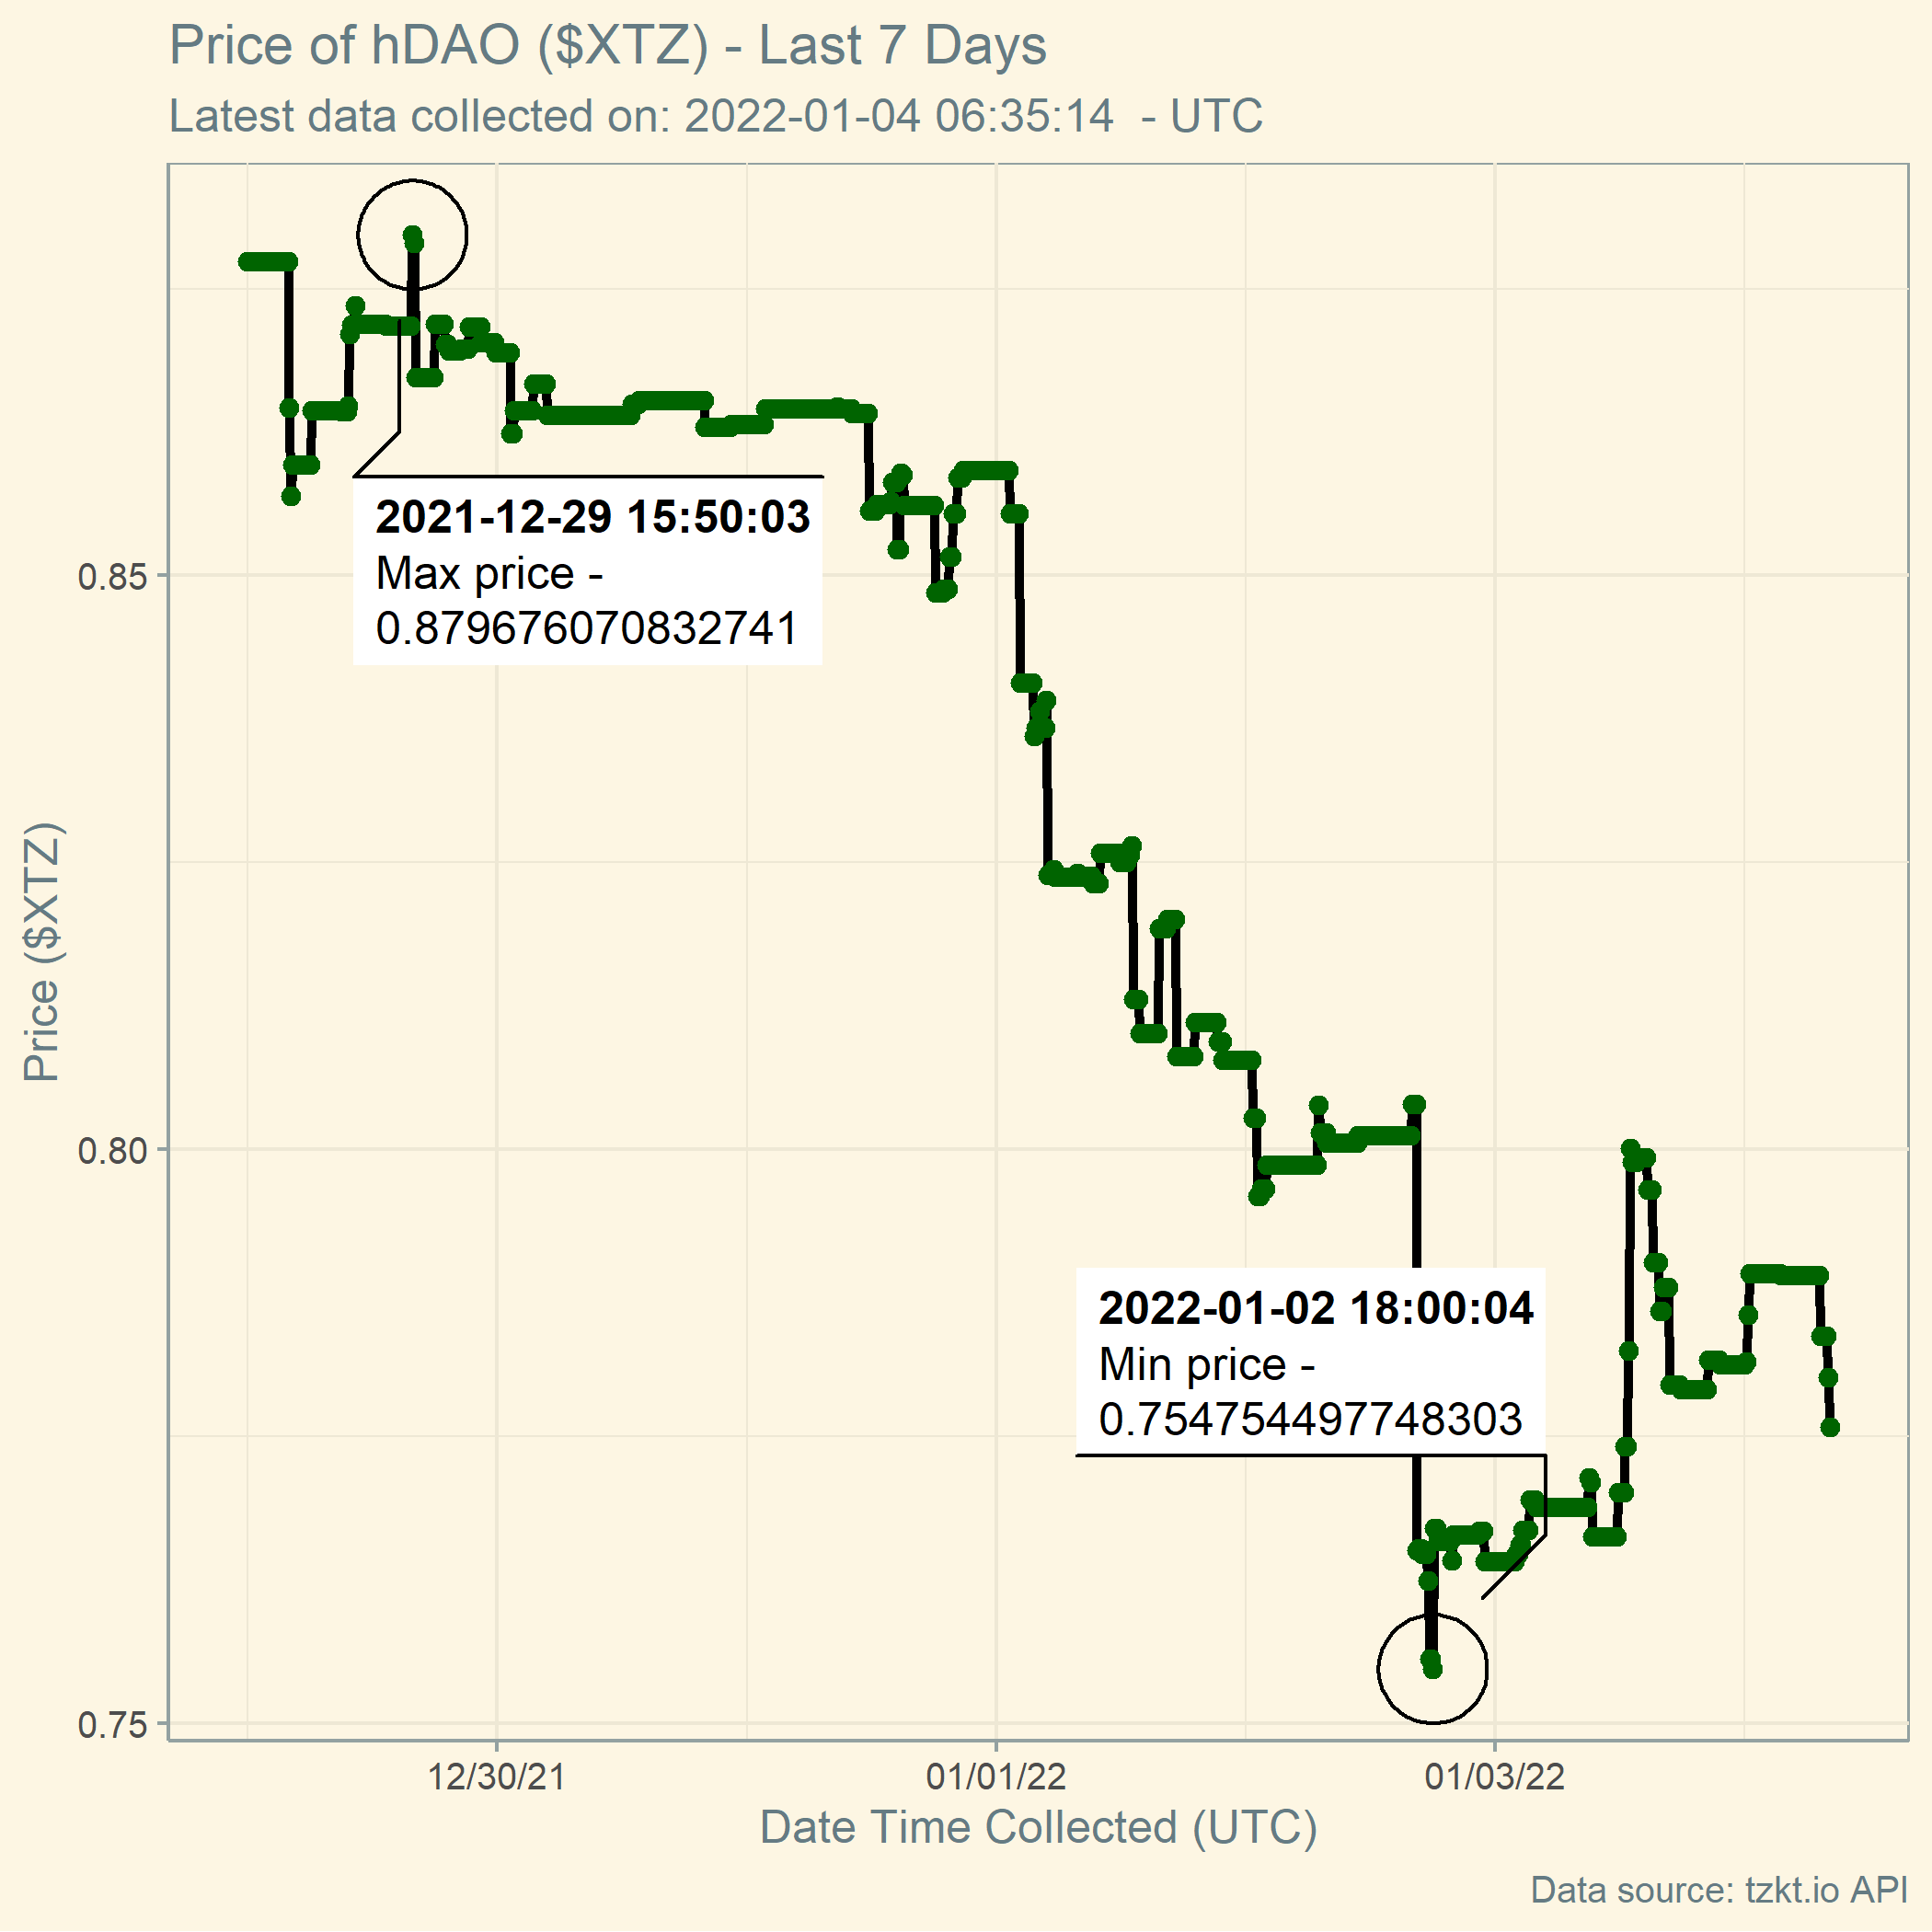 Price of hDAO ($XTZ) - Last 7 Days
Latest data collected on: 2022-01-04 06:35:14  - UTC
2021-12-29 15:50:03
Max price -
0.879676070832741
0.85
Price ($XTZ)
0.80
2022-01-02 18:00:04
Min price -
0.754754497748303
0.75
12/30/21
01/01/22
01/03/22
Date Time Collected (UTC)
Data source: tzkt.io API